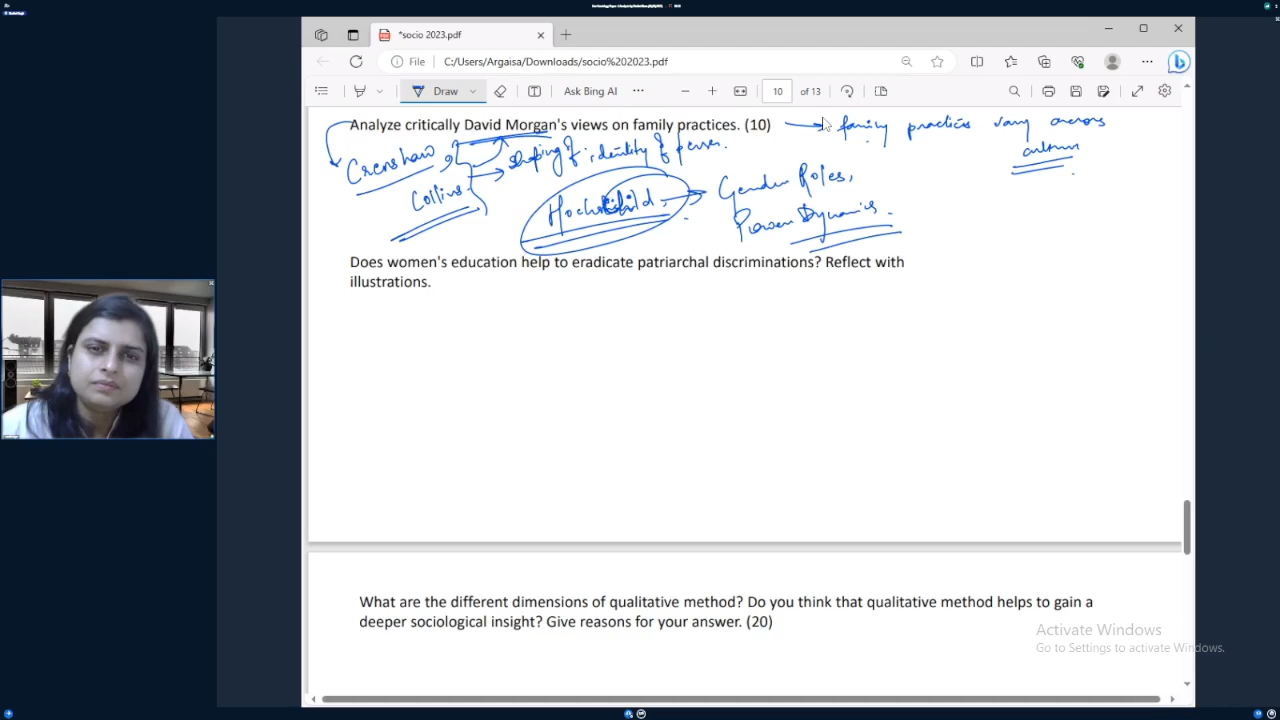 *socio 2023.pdf
File C:/Users/Argaisa/Downloads/socio%202023.pdf
Draw Ask Bing AI 10 of 13
Analyze critically David Morgan's views on family practices. (10) family practices vary across
culture
Crenshaw, shaping of identity of person.
Collins
Hochschild, Gender Roles,
Power Dynamics.
Does women's education help to eradicate patriarchal discriminations? Reflect with
illustrations.
What are the different dimensions of qualitative method? Do you think that qualitative method helps to gain a
deeper sociological insight? Give reasons for your answer. (20)
Activate Windows
Go to Settings to activate Windows.